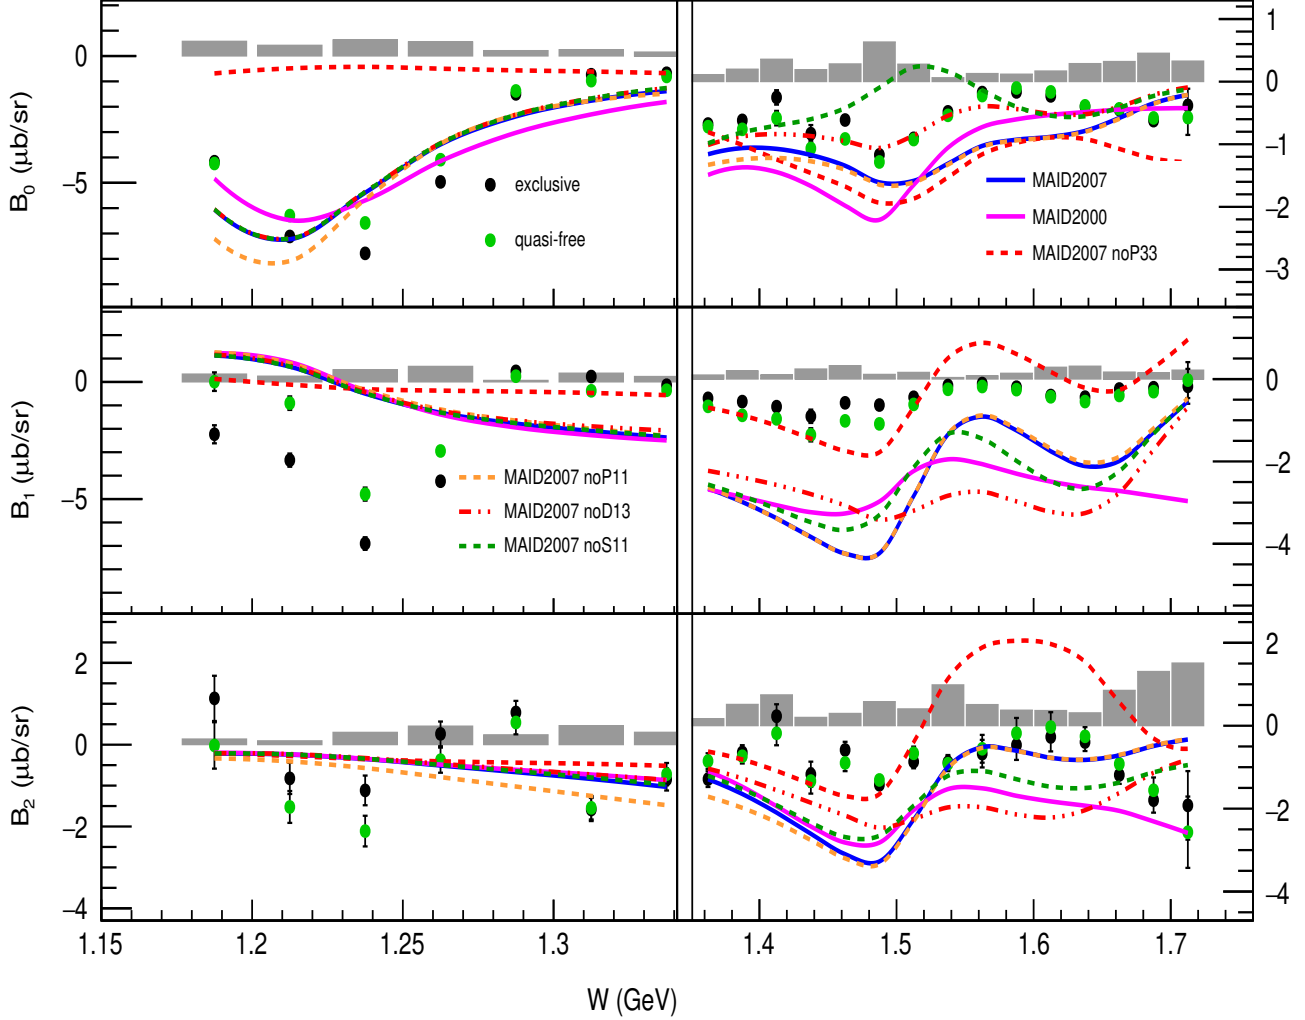 B0 (μb/sr)
0
−5
exclusive
quasi-free
1
0
−1
−2
−3
MAID2007
MAID2000
MAID2007 noP33
B1 (μb/sr)
0
−5
MAID2007 noP11
MAID2007 noD13
MAID2007 noS11
0
−2
−4
B2 (μb/sr)
2
0
−2
−4
2
0
−2
−4
1.15 1.2 1.25 1.3 1.4 1.5 1.6 1.7
W (GeV)